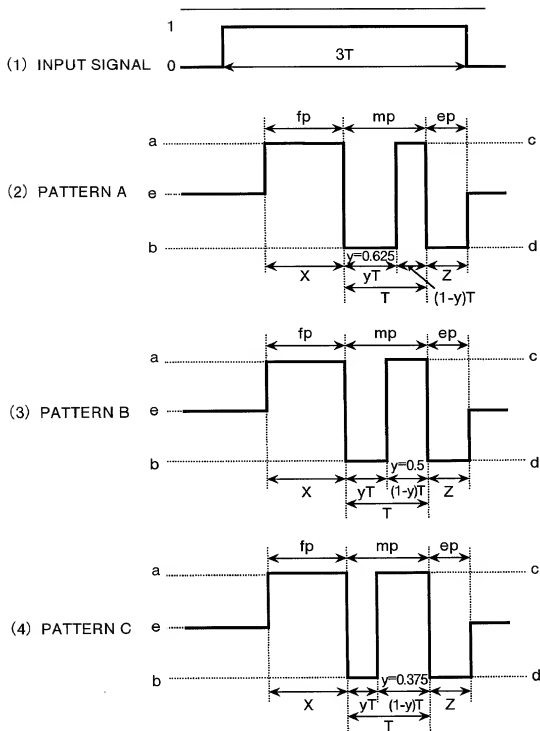 1
(1) INPUT SIGNAL 0 3T
fp mp ep
a c
(2) PATTERN A e
b d
y=0.625
X yT Z
T (1-y)T
fp mp ep
a c
(3) PATTERN B e
b y=0.5 d
X yT (1-y)T Z
T
fp mp ep
a c
(4) PATTERN C e
b y=0.375 d
X yT (1-y)T Z
T